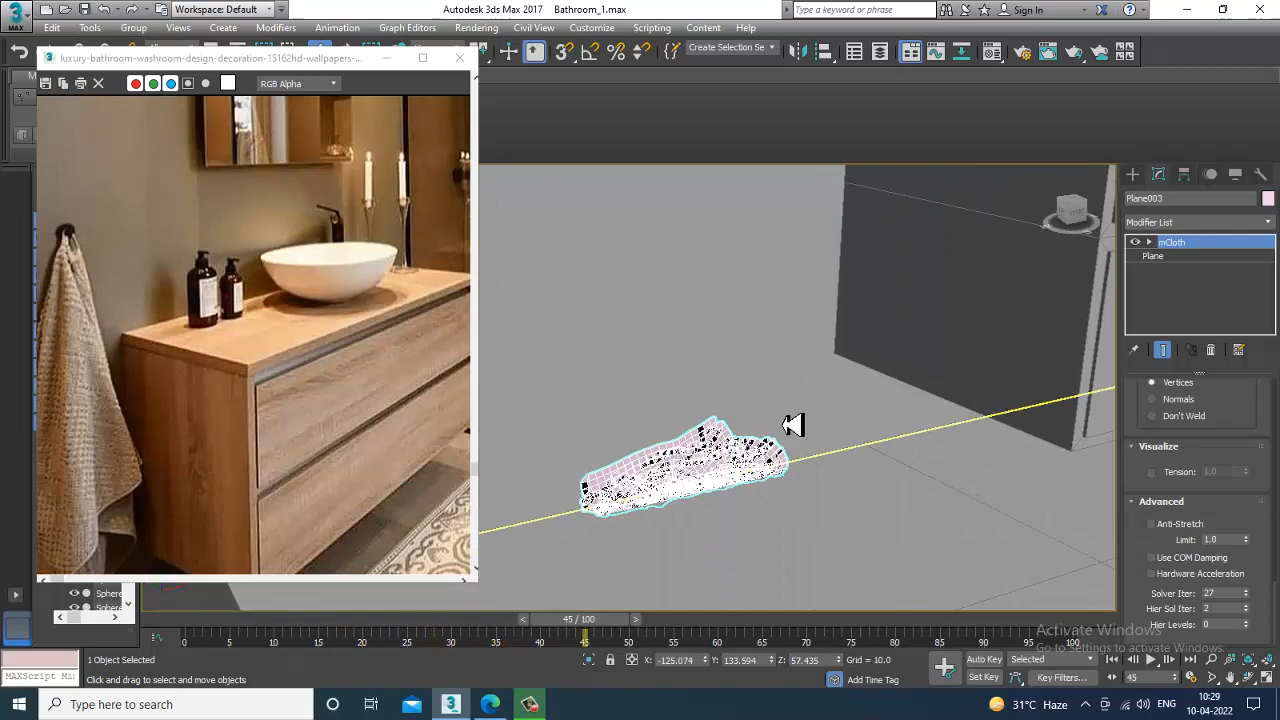 3
MAX
Workspace: Default
Autodesk 3ds Max 2017
Bathroom_1.max
Type a keyword or phrase
Sign In
Edit
Tools
Group
Views
Create
Modifiers
Animation
Graph Editors
Rendering
Civil View
Customize
Scripting
Content
Help
Create Selection Se
luxury-bathroom-washroom-design-decoration-15162hd-wallpapers-...
RGB Alpha
FRONT
Plane003
Modifier List
mCloth
Plane
Vertices
Normals
Don't Weld
Visualize
Tension: 1.0
Advanced
Anti-Stretch
Limit: 1.0
Use COM Damping
Hardware Acceleration
Solver Iter: 27
Hier Sol Iter: 2
Hier Levels: 0
Sphere
Sphere
45 / 100
0 5 10 15 20 25 30 35 40 45 50 55 60 65 70 75 80 85 90 95 100
Activate Windows
Go to Settings to activate Windows.
1 Object Selected
X: -125.074
Y: 133.594
Z: 57.435
Grid = 10.0
Auto Key
Selected
MAXScript Mi
Click and drag to select and move objects
Add Time Tag
Set Key
Key Filters...
45
Type here to search
31°C Haze
ENG
10:29
10-04-2022